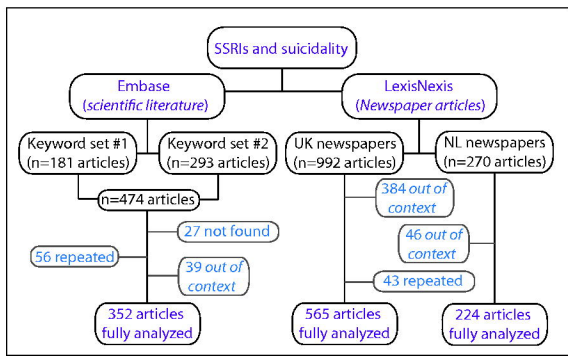 SSRIs and suicidality
Embase
(scientific literature)
LexisNexis
(Newspaper articles)
Keyword set #1
(n=181 articles)
Keyword set #2
(n=293 articles)
UK newspapers
(n=992 articles)
NL newspapers
(n=270 articles)
n=474 articles
384 out of
context
27 not found
46 out of
context
56 repeated
39 out of
context
43 repeated
352 articles
fully analyzed
565 articles
fully analyzed
224 articles
fully analyzed